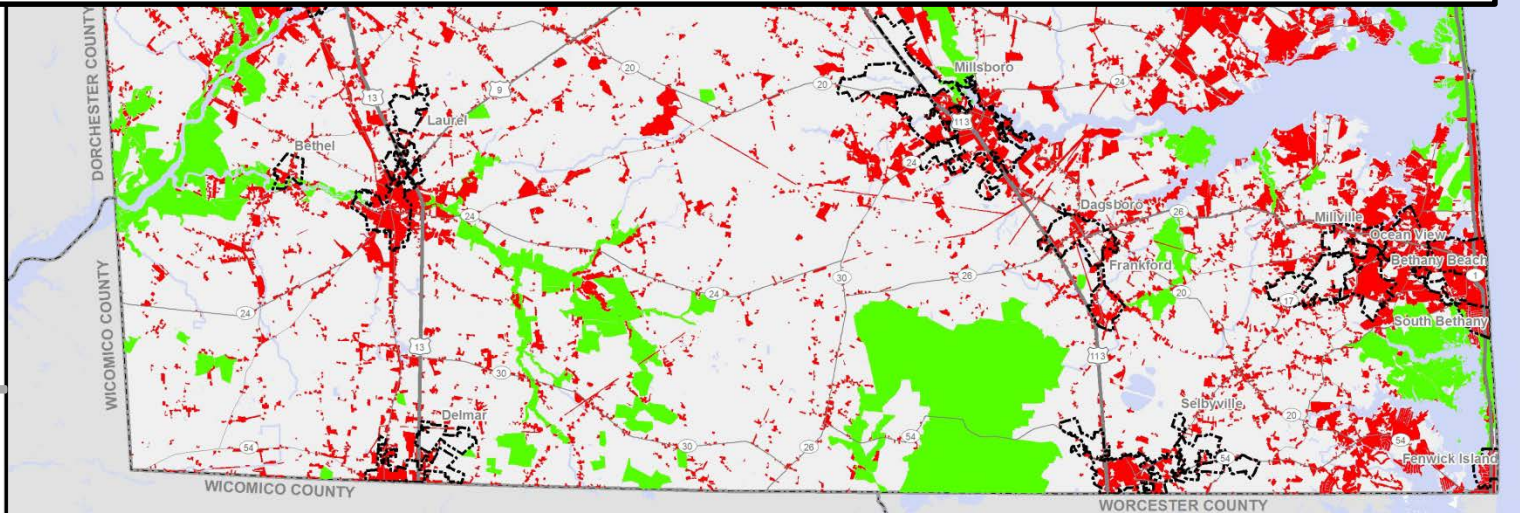 DORCHESTER COUNTY
WICOMICO COUNTY
WICOMICO COUNTY
WORCESTER COUNTY
13
9
20
Laurel
Bethel
24
24
24
13
30
Delmar
54
30
26
54
30
26
20
Millsboro
24
113
24
Dagsboro
26
Frankford
20
Millville
Ocean View
Bethany Beach
1
17
South Bethany
113
Selbyville
20
54
54
Fenwick Island